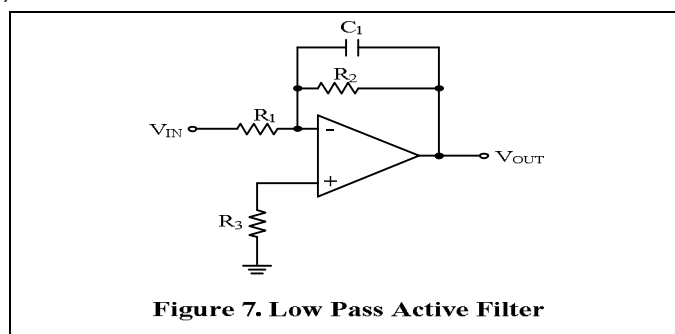 C1
R2
R1
VIN
-
+
VOUT
R3
Figure 7. Low Pass Active Filter